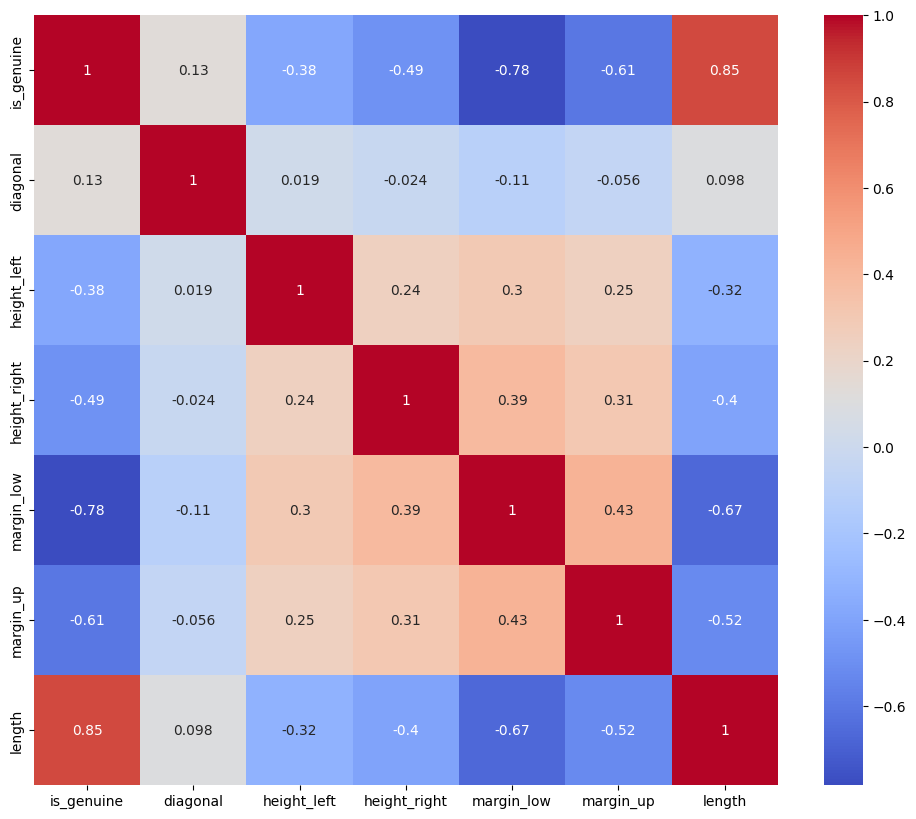 is_genuine 1 0.13 -0.38 -0.49 -0.78 -0.61 0.85
diagonal 0.13 1 0.019 -0.024 -0.11 -0.056 0.098
height_left -0.38 0.019 1 0.24 0.3 0.25 -0.32
height_right -0.49 -0.024 0.24 1 0.39 0.31 -0.4
margin_low -0.78 -0.11 0.3 0.39 1 0.43 -0.67
margin_up -0.61 -0.056 0.25 0.31 0.43 1 -0.52
length 0.85 0.098 -0.32 -0.4 -0.67 -0.52 1
is_genuine diagonal height_left height_right margin_low margin_up length
1.0
0.8
0.6
0.4
0.2
0.0
−0.2
−0.4
−0.6